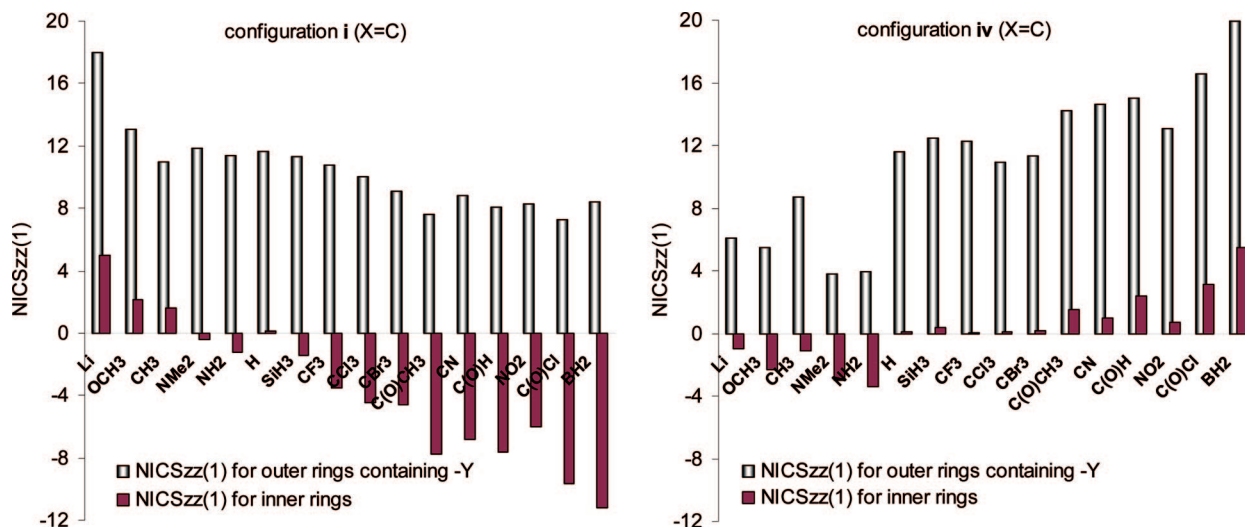 configuration i (X=C)
20
16
12
8
4
0
-4
-8
-12
NICSzz(1)
Li
OCH3
CH3
NMe2
NH2
H
SiH3
CF3
CCl3
CBr3
C(O)CH3
CN
C(O)H
NO2
C(O)Cl
BH2
NICSzz(1) for outer rings containing -Y
NICSzz(1) for inner rings
configuration iv (X=C)
20
16
12
8
4
0
-4
-8
-12
NICSzz(1)
Li
OCH3
CH3
NMe2
NH2
H
SiH3
CF3
CCl3
CBr3
C(O)CH3
CN
C(O)H
NO2
C(O)Cl
BH2
NICSzz(1) for outer rings containing -Y
NICSzz(1) for inner rings